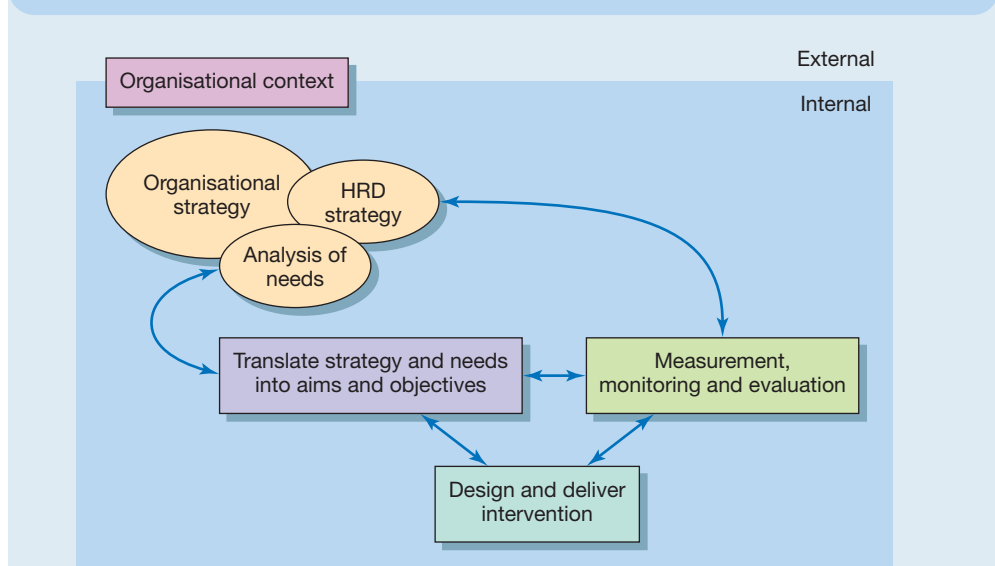 External
Organisational context
Internal
Organisational
strategy
HRD
strategy
Analysis of
needs
Translate strategy and needs
into aims and objectives
Measurement,
monitoring and evaluation
Design and deliver
intervention